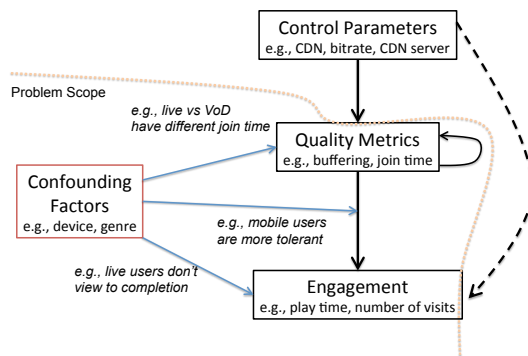 Control Parameters
e.g., CDN, bitrate, CDN server
Problem Scope
e.g., live vs VoD
have different join time
Quality Metrics
e.g., buffering, join time
Confounding
Factors
e.g., device, genre
e.g., mobile users
are more tolerant
e.g., live users don't
view to completion
Engagement
e.g., play time, number of visits